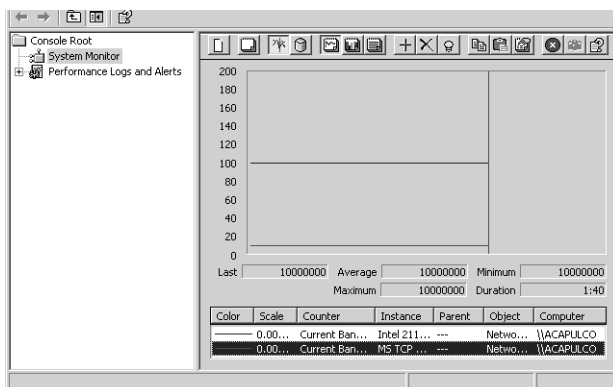 Console Root
System Monitor
Performance Logs and Alerts
200
180
160
140
120
100
80
60
40
20
0
Last 10000000 Average 10000000 Minimum 10000000
Maximum 10000000 Duration 1:40
Color Scale Counter Instance Parent Object Computer
0.00... Current Ban... Intel 211... --- Netwo... \\ACAPULCO
0.00... Current Ban... MS TCP ... --- Netwo... \\ACAPULCO